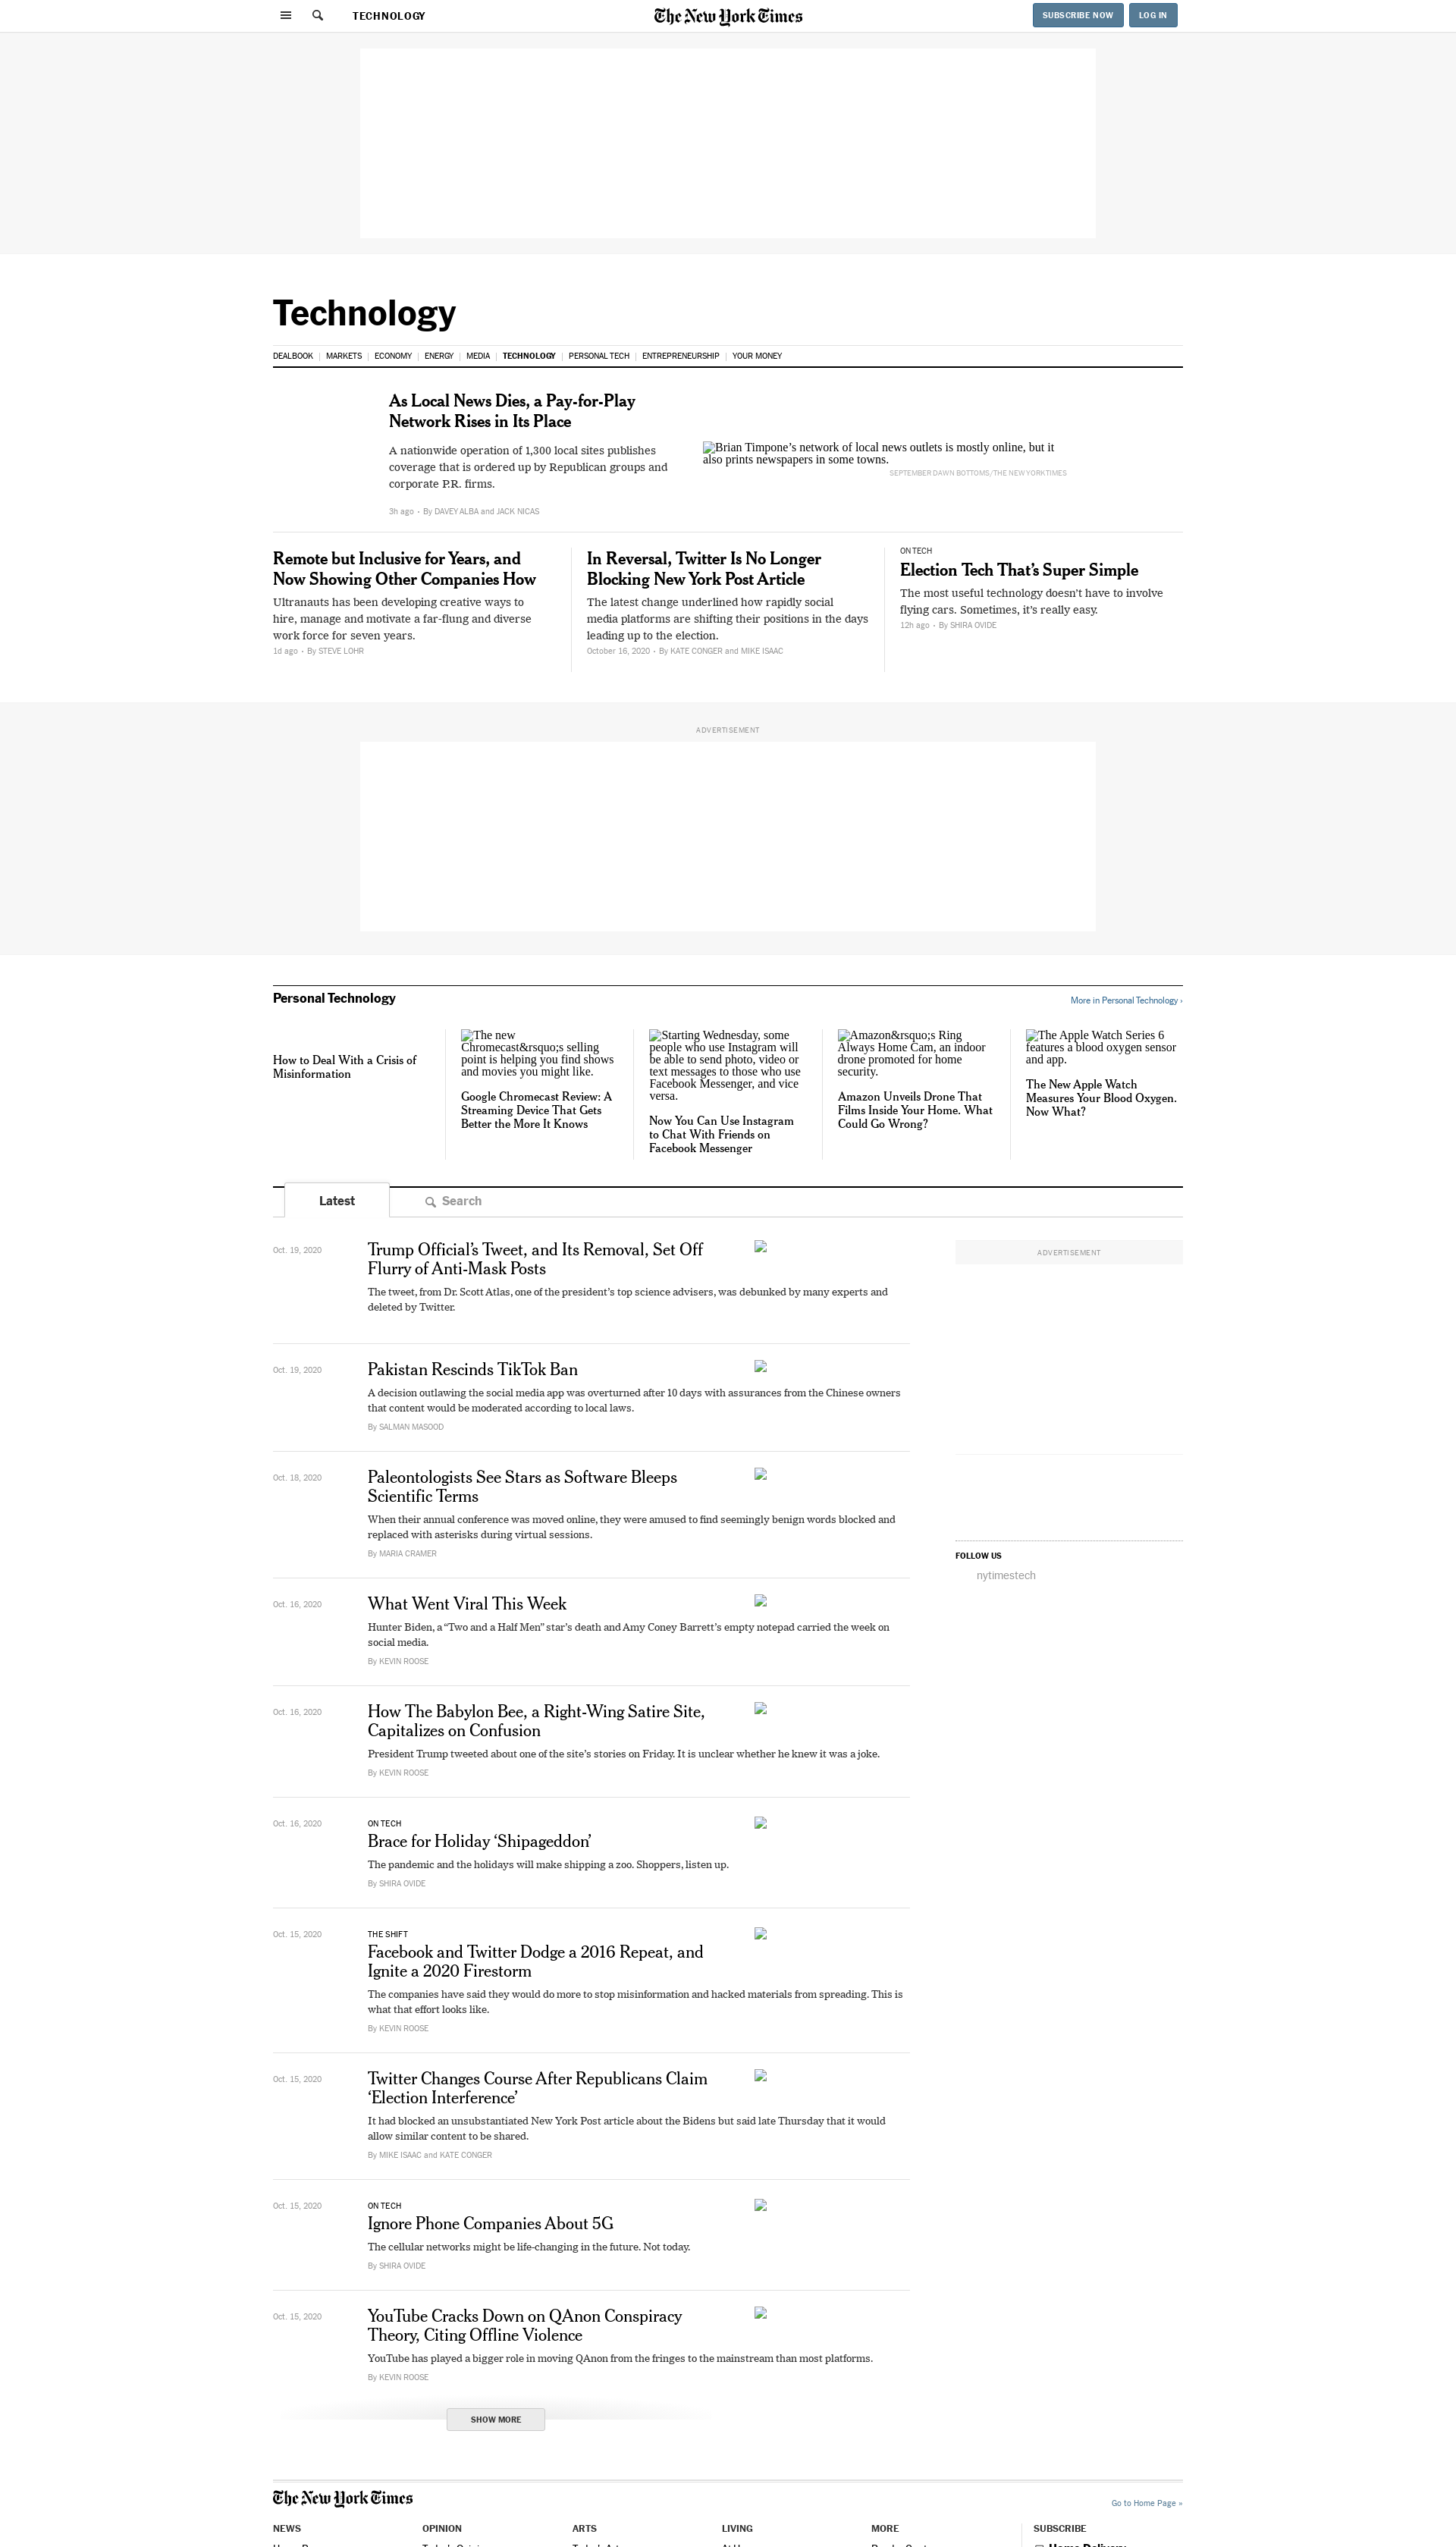 TECHNOLOGY
The New York Times
SUBSCRIBE NOW
LOG IN
Technology
DEALBOOK
MARKETS
ECONOMY
ENERGY
MEDIA
TECHNOLOGY
PERSONAL TECH
ENTREPRENEURSHIP
YOUR MONEY
As Local News Dies, a Pay-for-Play
Network Rises in Its Place
A nationwide operation of 1,300 local sites publishes
coverage that is ordered up by Republican groups and
corporate P.R. firms.
3h ago • By DAVEY ALBA and JACK NICAS
Brian Timpone’s network of local news outlets is mostly online, but it
also prints newspapers in some towns.
SEPTEMBER DAWN BOTTOMS/THE NEW YORK TIMES
Remote but Inclusive for Years, and
Now Showing Other Companies How
Ultranauts has been developing creative ways to
hire, manage and motivate a far-flung and diverse
work force for seven years.
1d ago • By STEVE LOHR
In Reversal, Twitter Is No Longer
Blocking New York Post Article
The latest change underlined how rapidly social
media platforms are shifting their positions in the days
leading up to the election.
October 16, 2020 • By KATE CONGER and MIKE ISAAC
ON TECH
Election Tech That’s Super Simple
The most useful technology doesn’t have to involve
flying cars. Sometimes, it’s really easy.
12h ago • By SHIRA OVIDE
ADVERTISEMENT
Personal Technology
More in Personal Technology ›
How to Deal With a Crisis of
Misinformation
The new
Chromecast&rsquo;s selling
point is helping you find shows
and movies you might like.
Google Chromecast Review: A
Streaming Device That Gets
Better the More It Knows
Starting Wednesday, some
people who use Instagram will
be able to send photo, video or
text messages to those who use
Facebook Messenger, and vice
versa.
Now You Can Use Instagram
to Chat With Friends on
Facebook Messenger
Amazon&rsquo;s Ring
Always Home Cam, an indoor
drone promoted for home
security.
Amazon Unveils Drone That
Films Inside Your Home. What
Could Go Wrong?
The Apple Watch Series 6
features a blood oxygen sensor
and app.
The New Apple Watch
Measures Your Blood Oxygen.
Now What?
Latest
Search
Oct. 19, 2020
Trump Official’s Tweet, and Its Removal, Set Off
Flurry of Anti-Mask Posts
The tweet, from Dr. Scott Atlas, one of the president’s top science advisers, was debunked by many experts and
deleted by Twitter.
ADVERTISEMENT
Oct. 19, 2020
Pakistan Rescinds TikTok Ban
A decision outlawing the social media app was overturned after 10 days with assurances from the Chinese owners
that content would be moderated according to local laws.
By SALMAN MASOOD
Oct. 18, 2020
Paleontologists See Stars as Software Bleeps
Scientific Terms
When their annual conference was moved online, they were amused to find seemingly benign words blocked and
replaced with asterisks during virtual sessions.
By MARIA CRAMER
FOLLOW US
nytimestech
Oct. 16, 2020
What Went Viral This Week
Hunter Biden, a “Two and a Half Men” star’s death and Amy Coney Barrett’s empty notepad carried the week on
social media.
By KEVIN ROOSE
Oct. 16, 2020
How The Babylon Bee, a Right-Wing Satire Site,
Capitalizes on Confusion
President Trump tweeted about one of the site’s stories on Friday. It is unclear whether he knew it was a joke.
By KEVIN ROOSE
Oct. 16, 2020
ON TECH
Brace for Holiday ‘Shipageddon’
The pandemic and the holidays will make shipping a zoo. Shoppers, listen up.
By SHIRA OVIDE
Oct. 15, 2020
THE SHIFT
Facebook and Twitter Dodge a 2016 Repeat, and
Ignite a 2020 Firestorm
The companies have said they would do more to stop misinformation and hacked materials from spreading. This is
what that effort looks like.
By KEVIN ROOSE
Oct. 15, 2020
Twitter Changes Course After Republicans Claim
‘Election Interference’
It had blocked an unsubstantiated New York Post article about the Bidens but said late Thursday that it would
allow similar content to be shared.
By MIKE ISAAC and KATE CONGER
Oct. 15, 2020
ON TECH
Ignore Phone Companies About 5G
The cellular networks might be life-changing in the future. Not today.
By SHIRA OVIDE
Oct. 15, 2020
YouTube Cracks Down on QAnon Conspiracy
Theory, Citing Offline Violence
YouTube has played a bigger role in moving QAnon from the fringes to the mainstream than most platforms.
By KEVIN ROOSE
SHOW MORE
The New York Times
Go to Home Page »
NEWS
OPINION
ARTS
LIVING
MORE
SUBSCRIBE